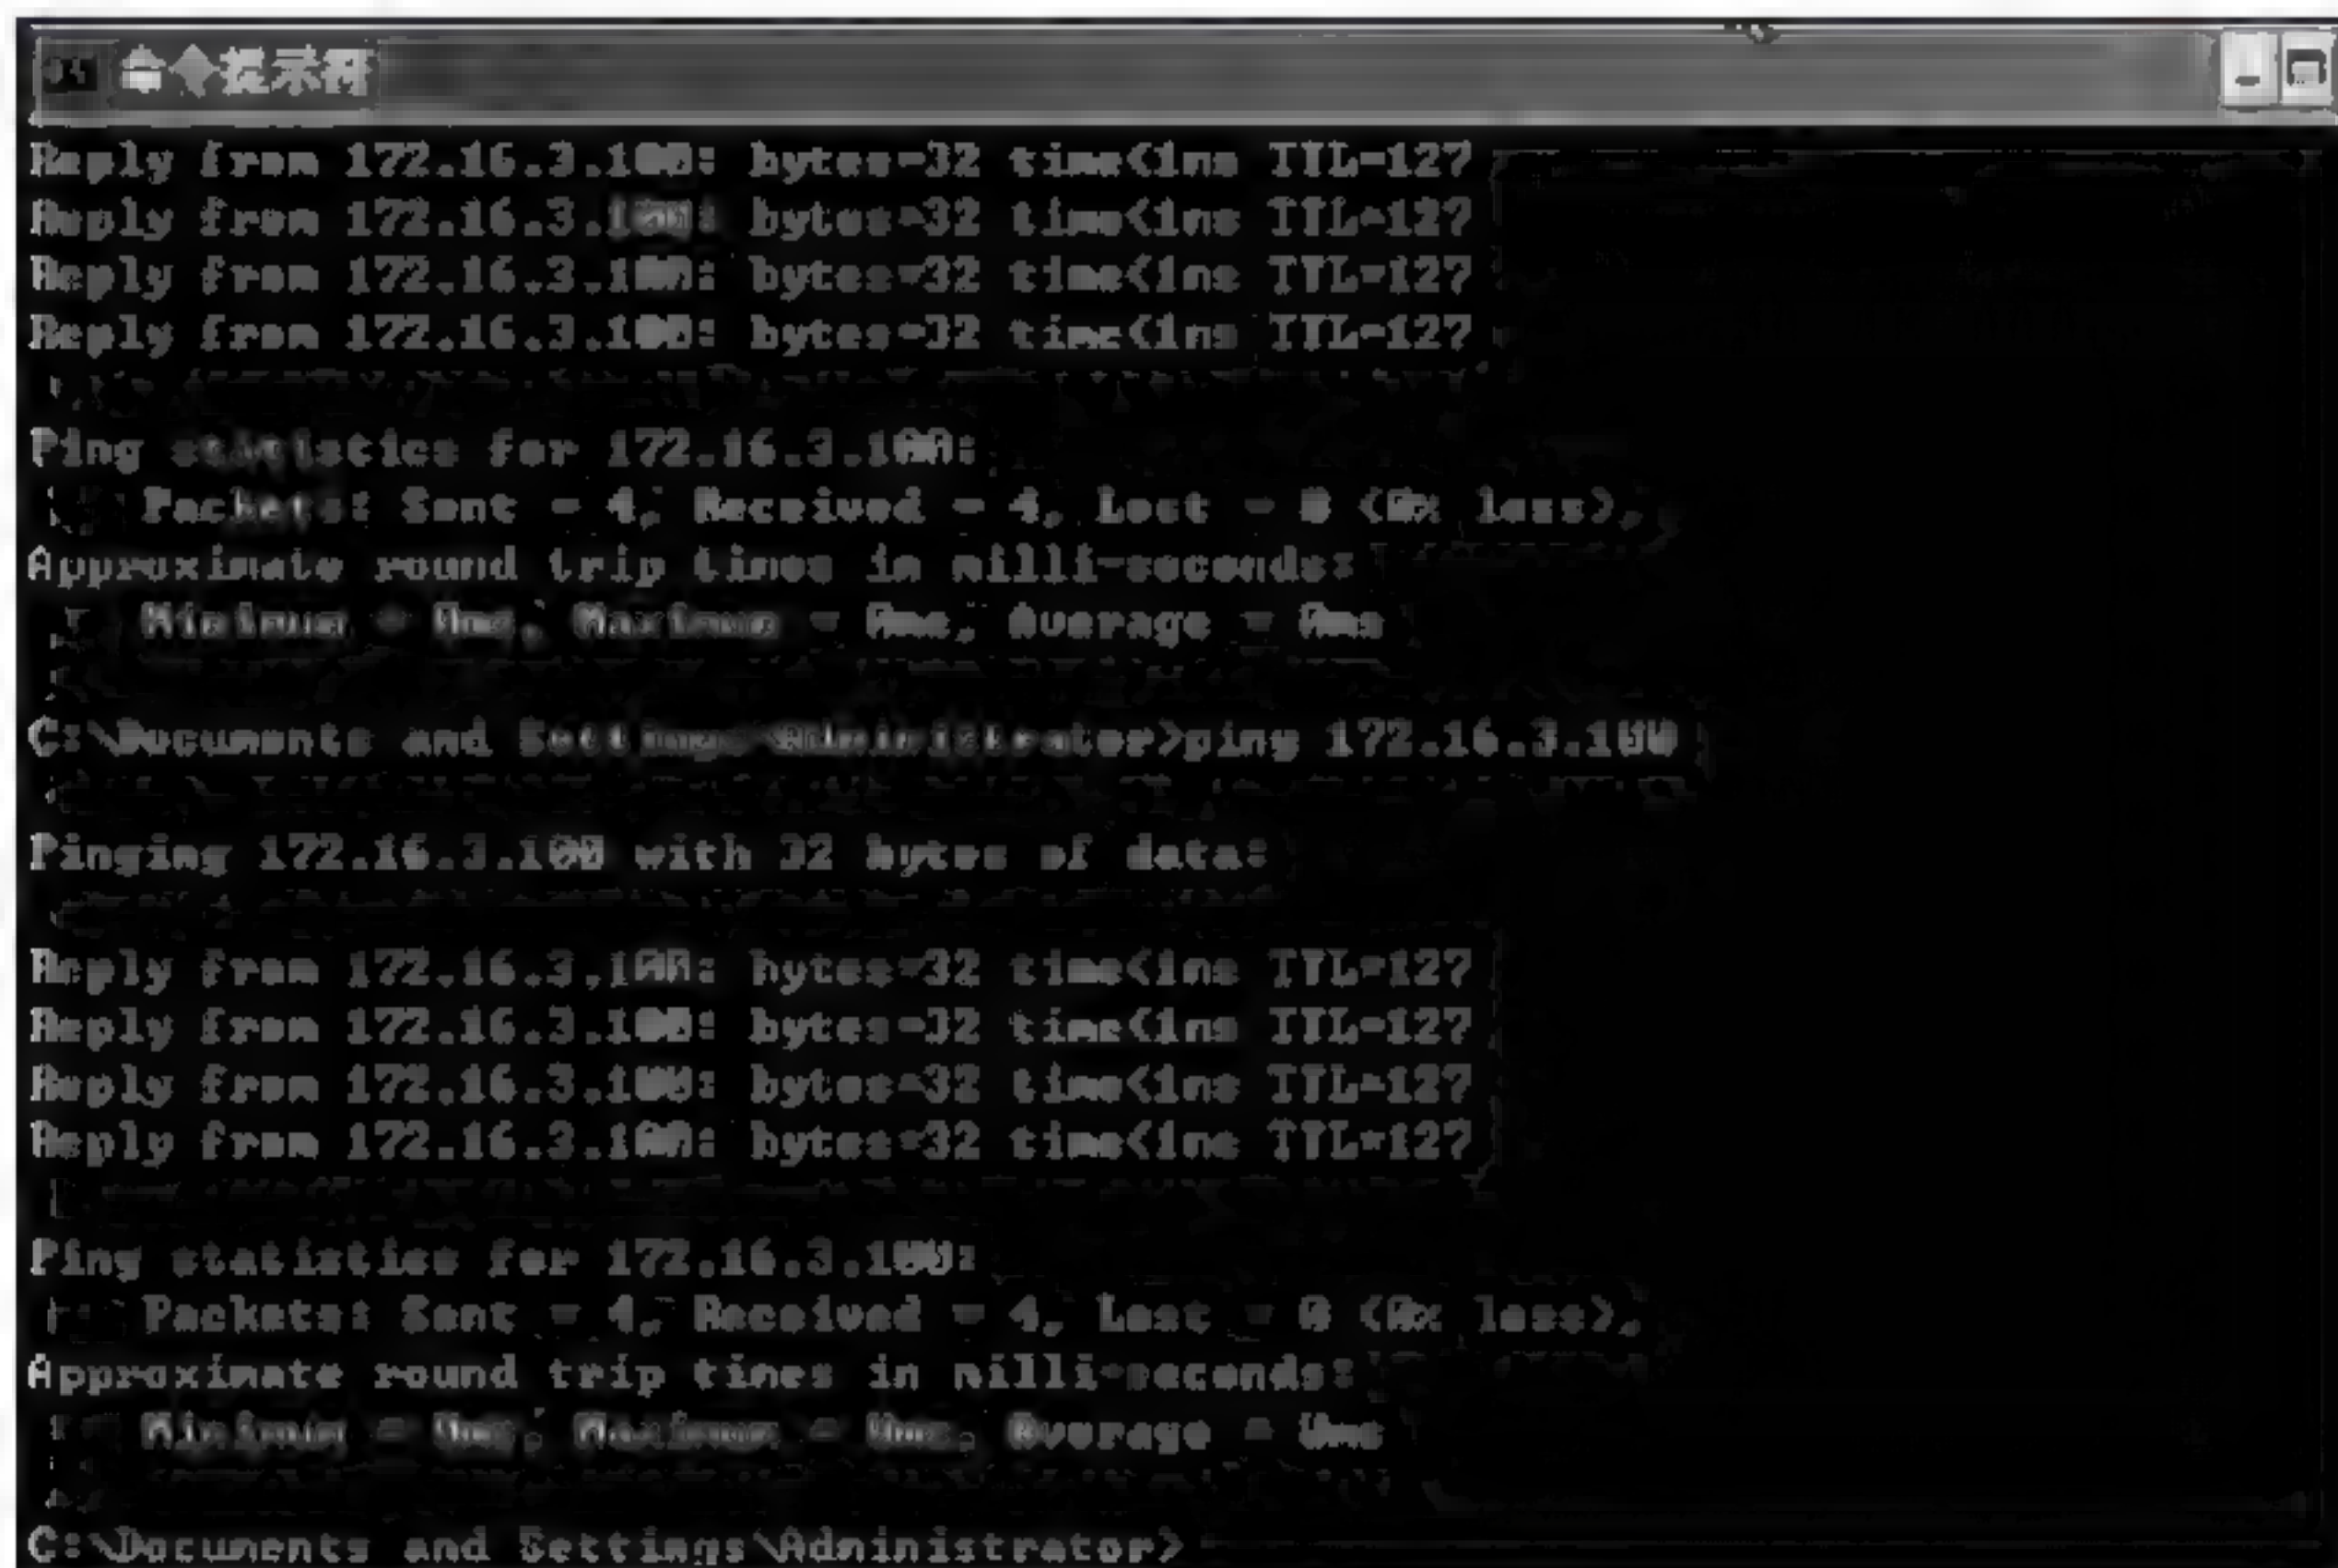 命令提示符
Reply from 172.16.3.100: bytes=32 time<1ms TTL=127
Reply from 172.16.3.100: bytes=32 time<1ms TTL=127
Reply from 172.16.3.100: bytes=32 time<1ms TTL=127
Reply from 172.16.3.100: bytes=32 time<1ms TTL=127
Ping statistics for 172.16.3.100:
Packets: Sent = 4, Received = 4, Lost = 0 (0% loss),
Approximate round trip times in milli-seconds:
Minimum = 0ms, Maximum = 0ms, Average = 0ms
C:\Documents and Settings\Administrator>ping 172.16.3.100
Pinging 172.16.3.100 with 32 bytes of data:
Reply from 172.16.3.100: bytes=32 time<1ms TTL=127
Reply from 172.16.3.100: bytes=32 time<1ms TTL=127
Reply from 172.16.3.100: bytes=32 time<1ms TTL=127
Reply from 172.16.3.100: bytes=32 time<1ms TTL=127
Ping statistics for 172.16.3.100:
Packets: Sent = 4, Received = 4, Lost = 0 (0% loss),
Approximate round trip times in milli-seconds:
Minimum = 0ms, Maximum = 0ms, Average = 0ms
C:\Documents and Settings\Administrator>